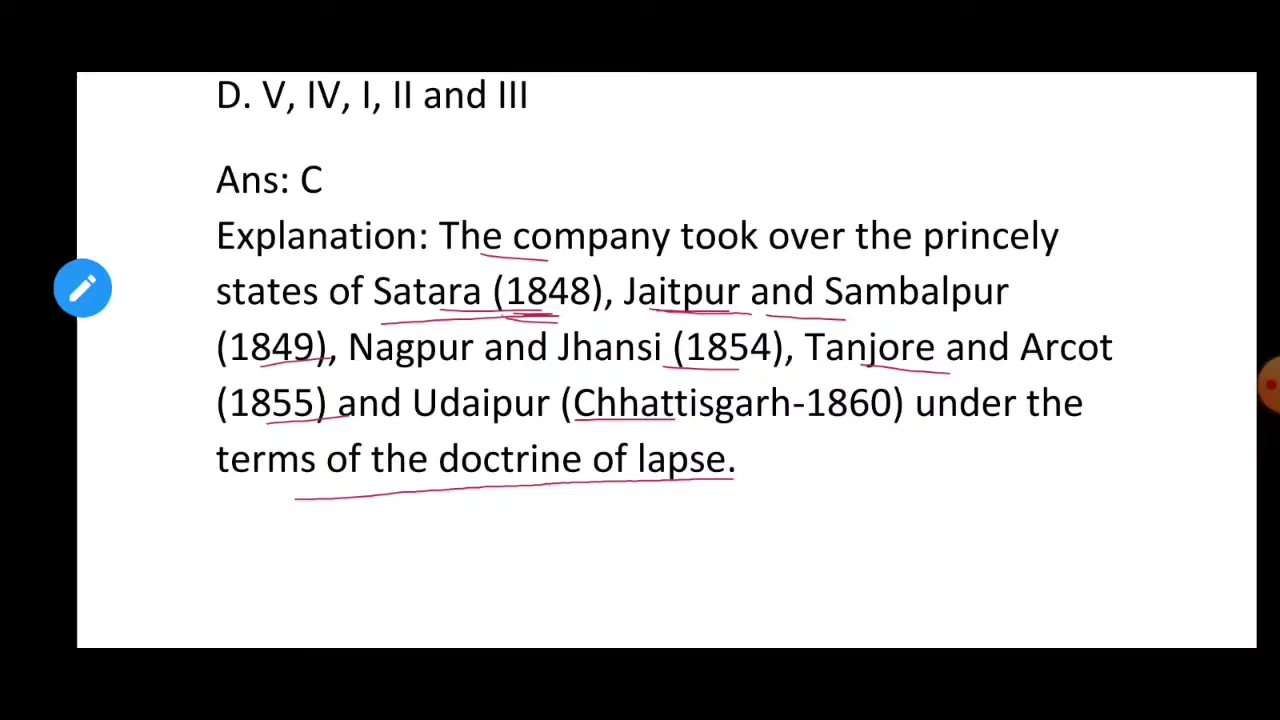 D. V, IV, I, II and III
Ans: C
Explanation: The company took over the princely
states of Satara (1848), Jaitpur and Sambalpur
(1849), Nagpur and Jhansi (1854), Tanjore and Arcot
(1855) and Udaipur (Chhattisgarh-1860) under the
terms of the doctrine of lapse.